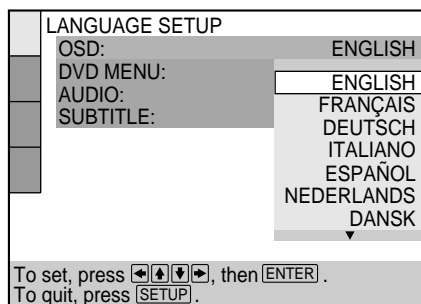 LANGUAGE SETUP
OSD: ENGLISH
DVD MENU:
AUDIO:
SUBTITLE:
ENGLISH
FRANÇAIS
DEUTSCH
ITALIANO
ESPAÑOL
NEDERLANDS
DANSK
To set, press ←↑↓→, then ENTER.
To quit, press SETUP.